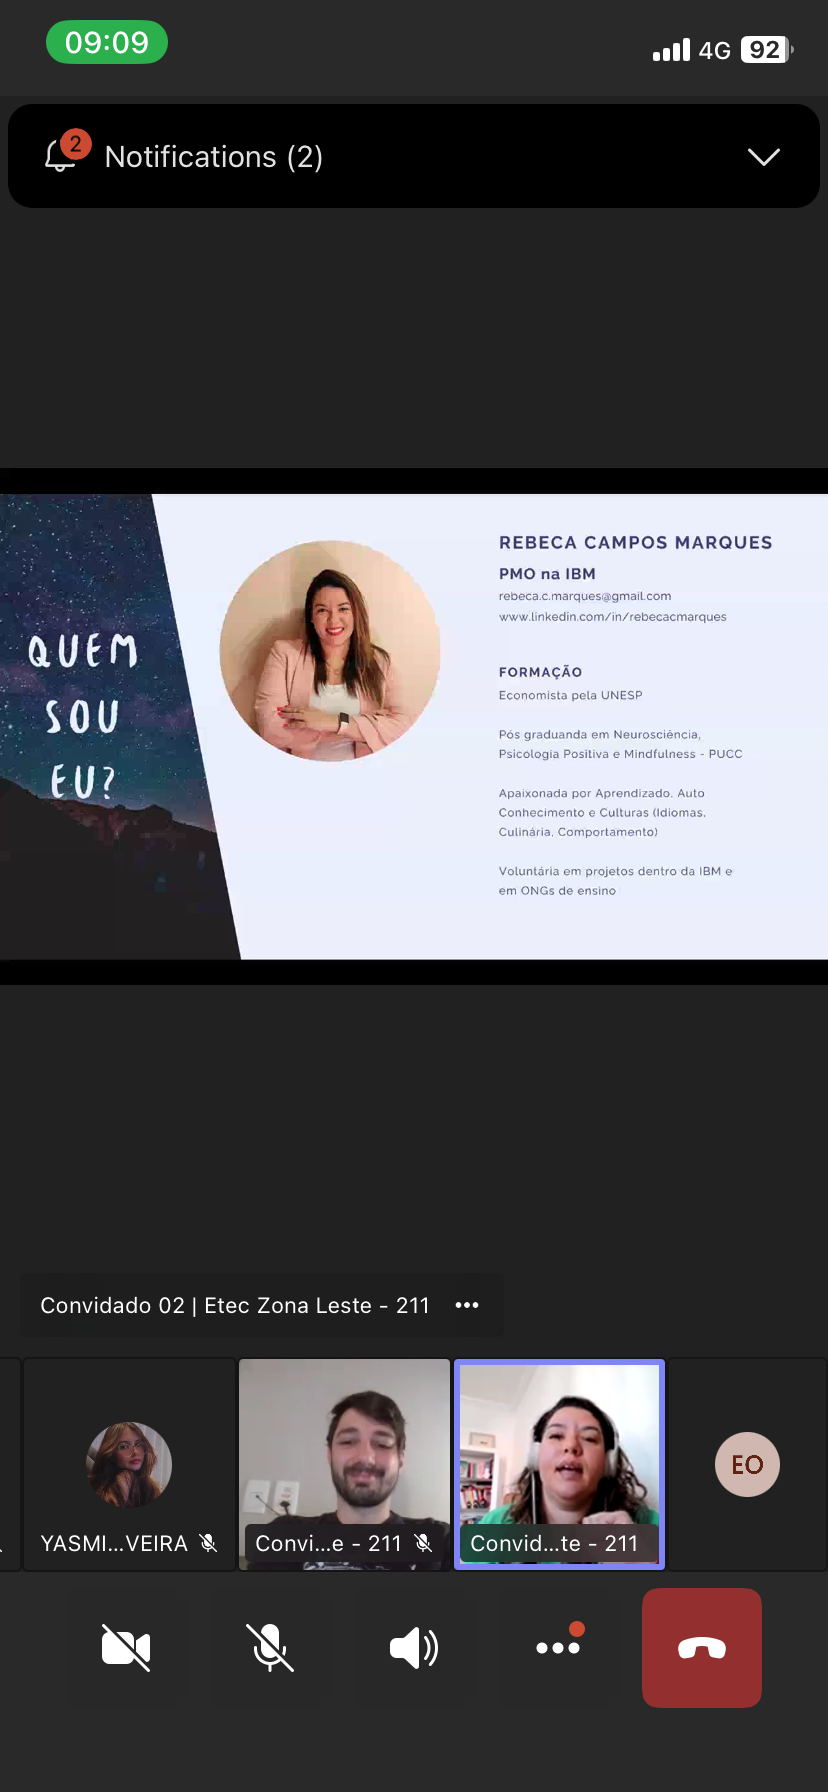 09:09
4G
92
2
Notifications (2)
QUEM
SOU
EU?
REBECA CAMPOS MARQUES
PMO na IBM
rebeca.c.marques@gmail.com
www.linkedin.com/in/rebecacmarques
FORMAÇÃO
Economista pela UNESP
Pós graduanda em Neurosciência,
Psicologia Positiva e Mindfulness - PUCC
Apaixonada por Aprendizado, Auto
Conhecimento e Culturas (Idiomas,
Culinária, Comportamento)
Voluntária em projetos dentro da IBM e
em ONGs de ensino
Convidado 02 | Etec Zona Leste - 211
YASMI...VEIRA
Convi...e - 211
Convid...te - 211
EO